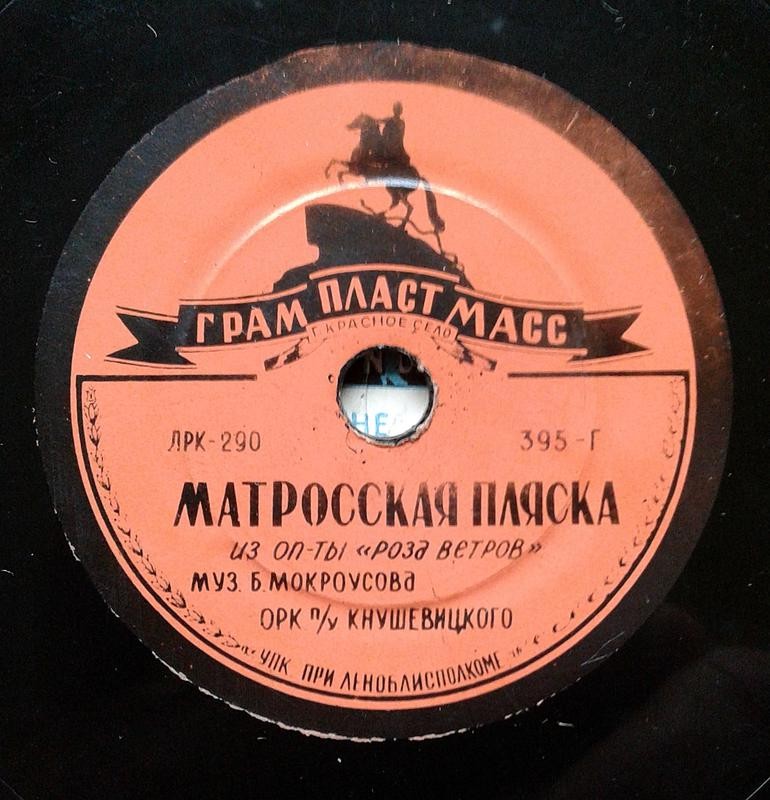 ГРАМ ПЛАСТ МАСС
Г. КРАСНОЕ СЕЛО
ЛРК-290
395-Г
МАТРОССКАЯ ПЛЯСКА
ИЗ ОП-ТЫ «РОЗА ВЕТРОВ»
МУЗ. Б. МОКРОУСОВА
ОРК П/У КНУШЕВИЦКОГО
УПК ПРИ ЛЕНОБЛИСПОЛКОМЕ